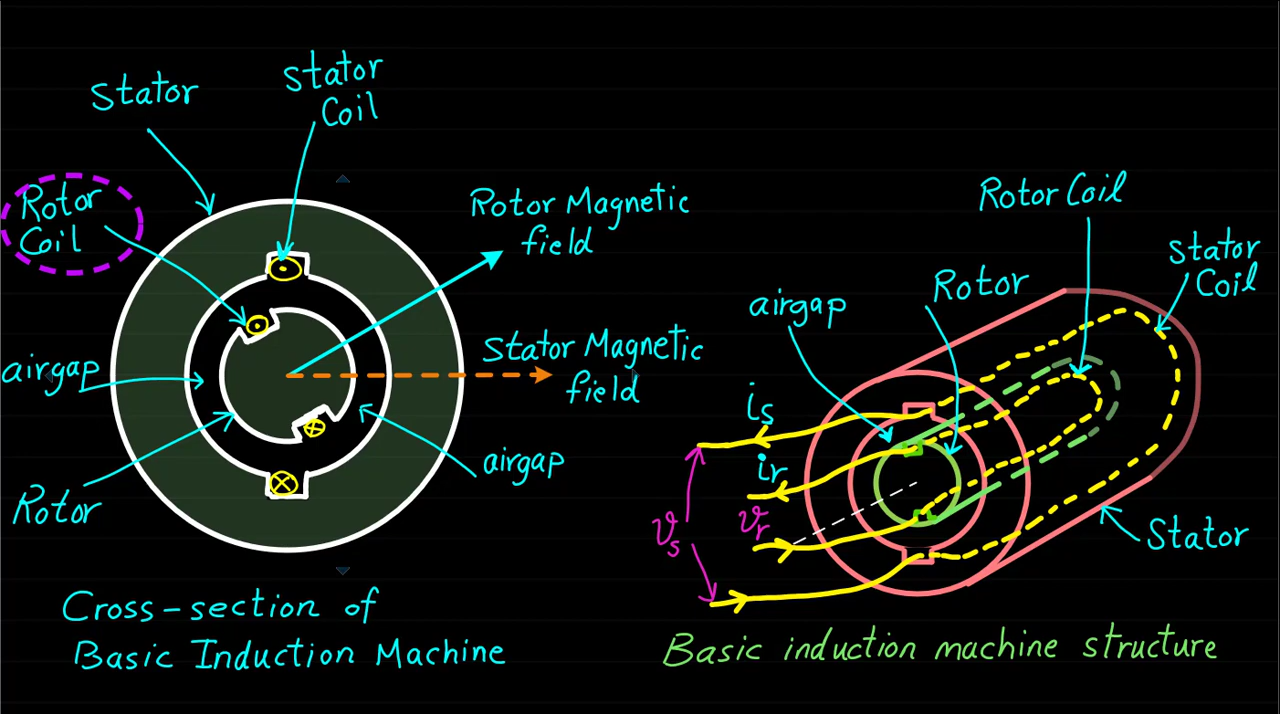 Stator
Stator
Coil
Rotor
Coil
Rotor Magnetic
field
Stator Magnetic
field
airgap
airgap
Rotor
Cross-section of
Basic Induction Machine
Rotor Coil
Stator
Coil
Rotor
airgap
is
ir
vr
vs
Stator
Basic induction machine structure